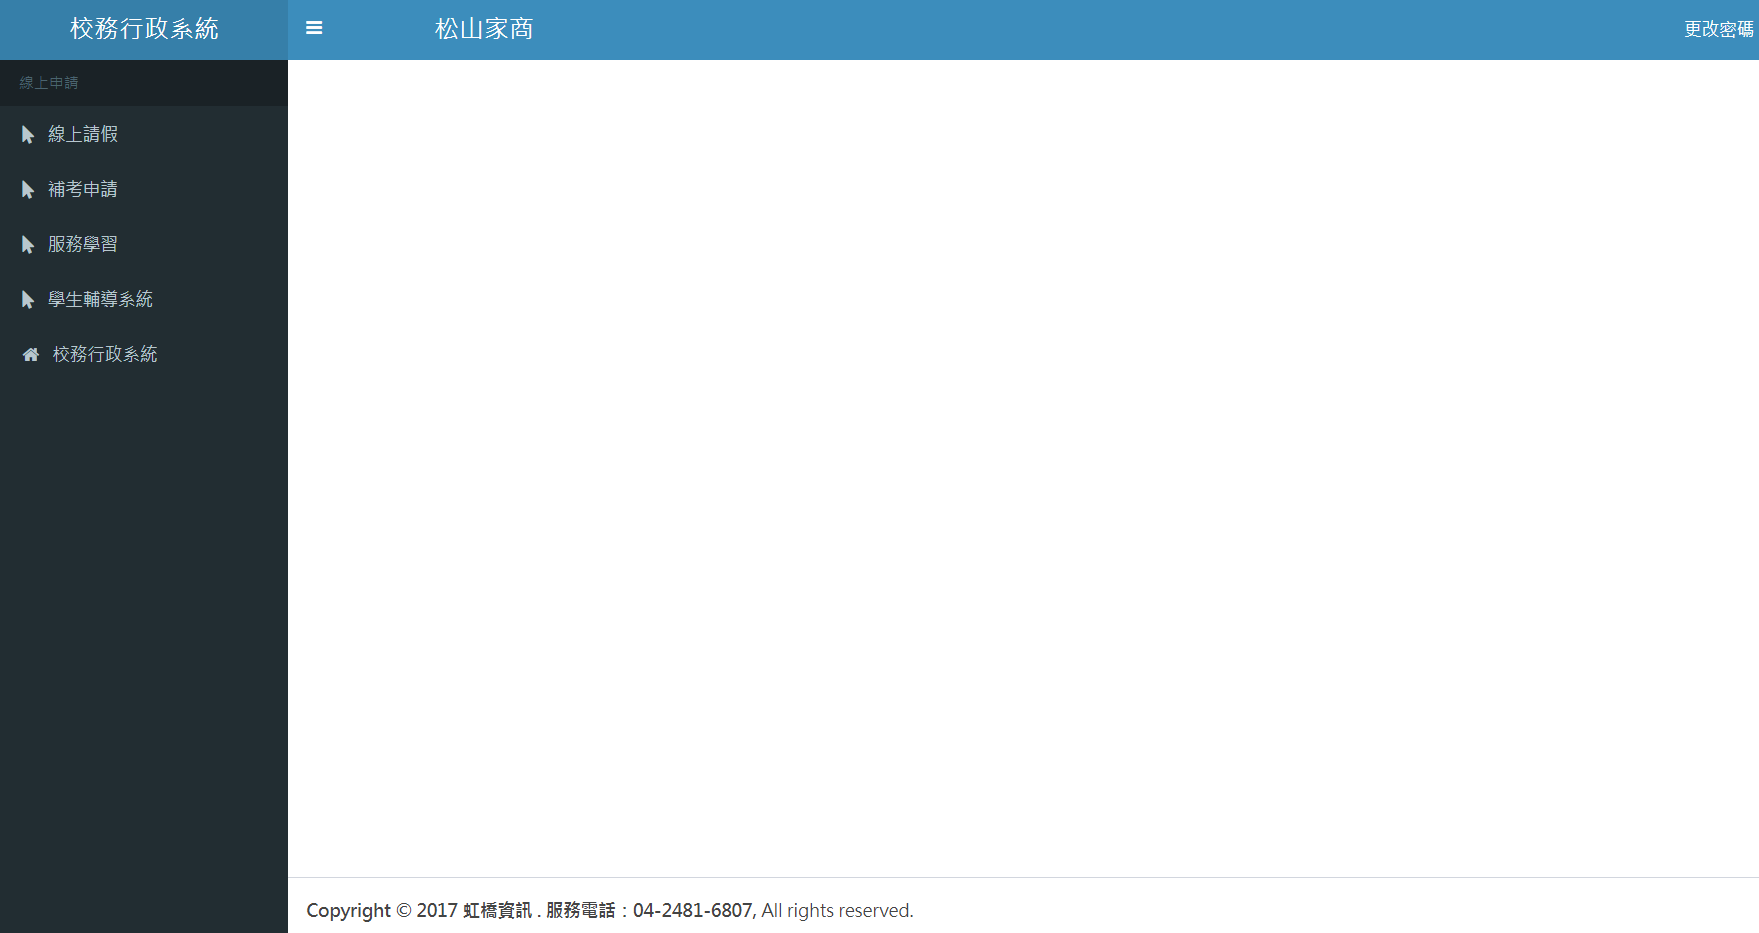 校務行政系統
松山家商
更改密碼
線上申請
線上請假
補考申請
服務學習
學生輔導系統
校務行政系統
Copyright © 2017 虹橋資訊 . 服務電話：04-2481-6807, All rights reserved.